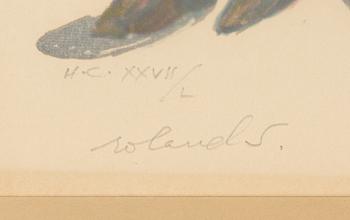 H.C. XXVII/L
roland s.